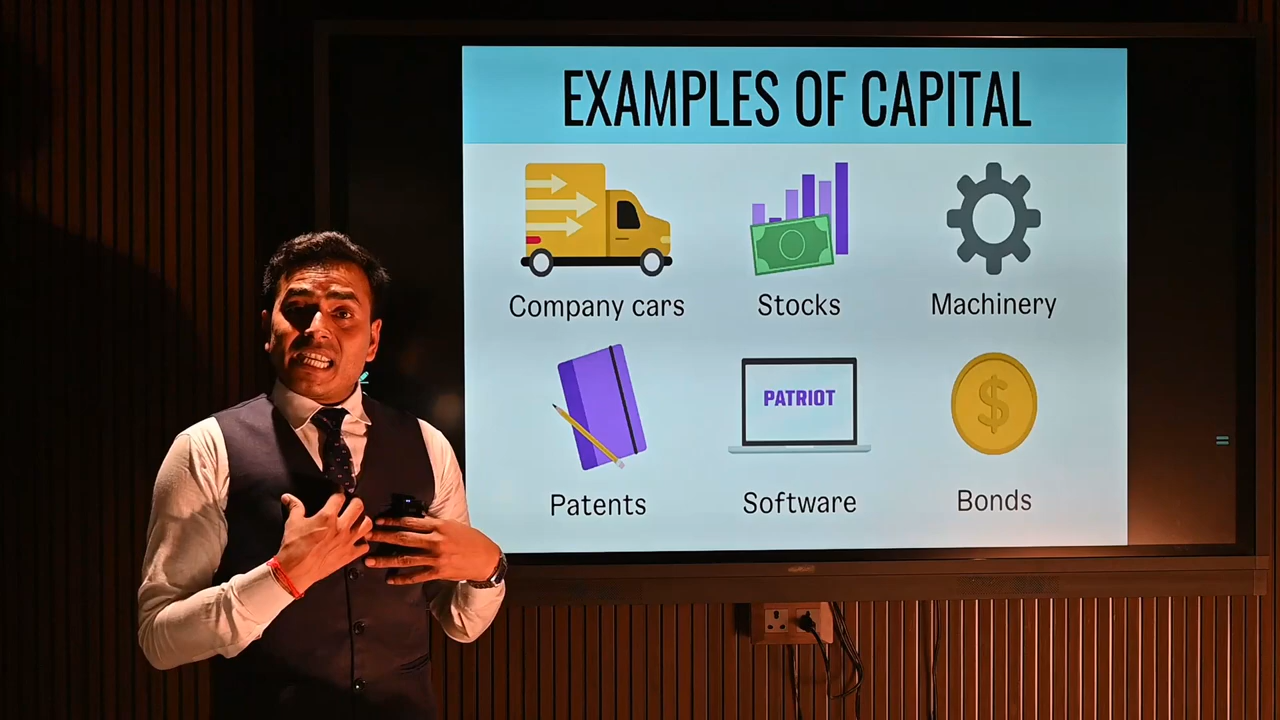 EXAMPLES OF CAPITAL
Company cars
Stocks
Machinery
Patents
PATRIOT
Software
Bonds